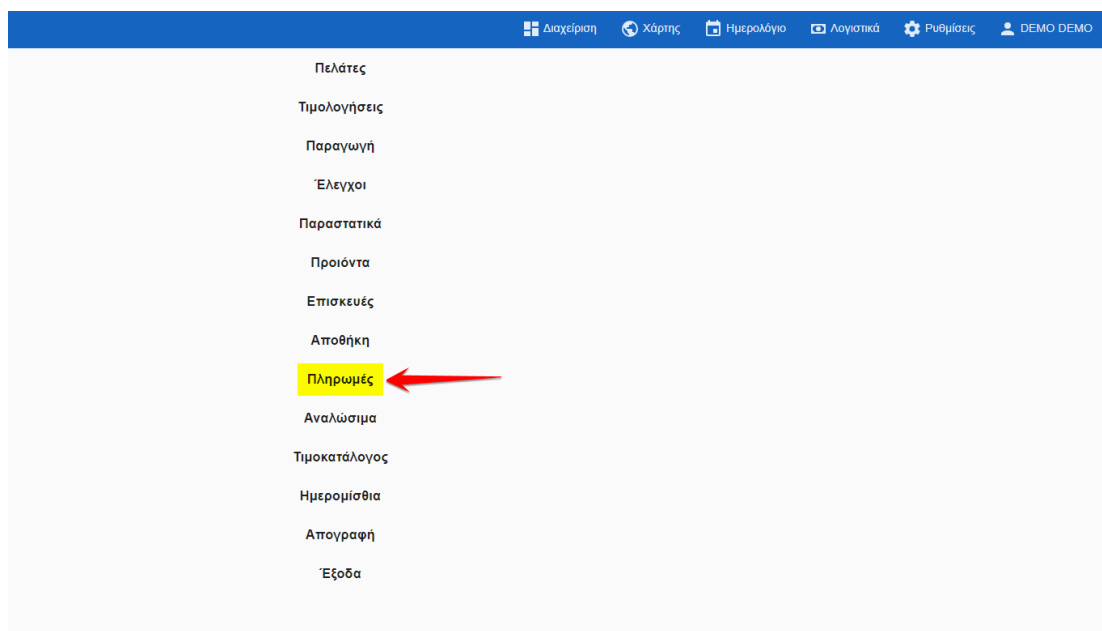 Διαχείριση Χάρτης Ημερολόγιο Λογιστικά Ρυθμίσεις DEMO DEMO
Πελάτες
Τιμολογήσεις
Παραγωγή
Έλεγχοι
Παραστατικά
Προιόντα
Επισκευές
Αποθήκη
Πληρωμές
Αναλώσιμα
Τιμοκατάλογος
Ημερομίσθια
Απογραφή
Έξοδα